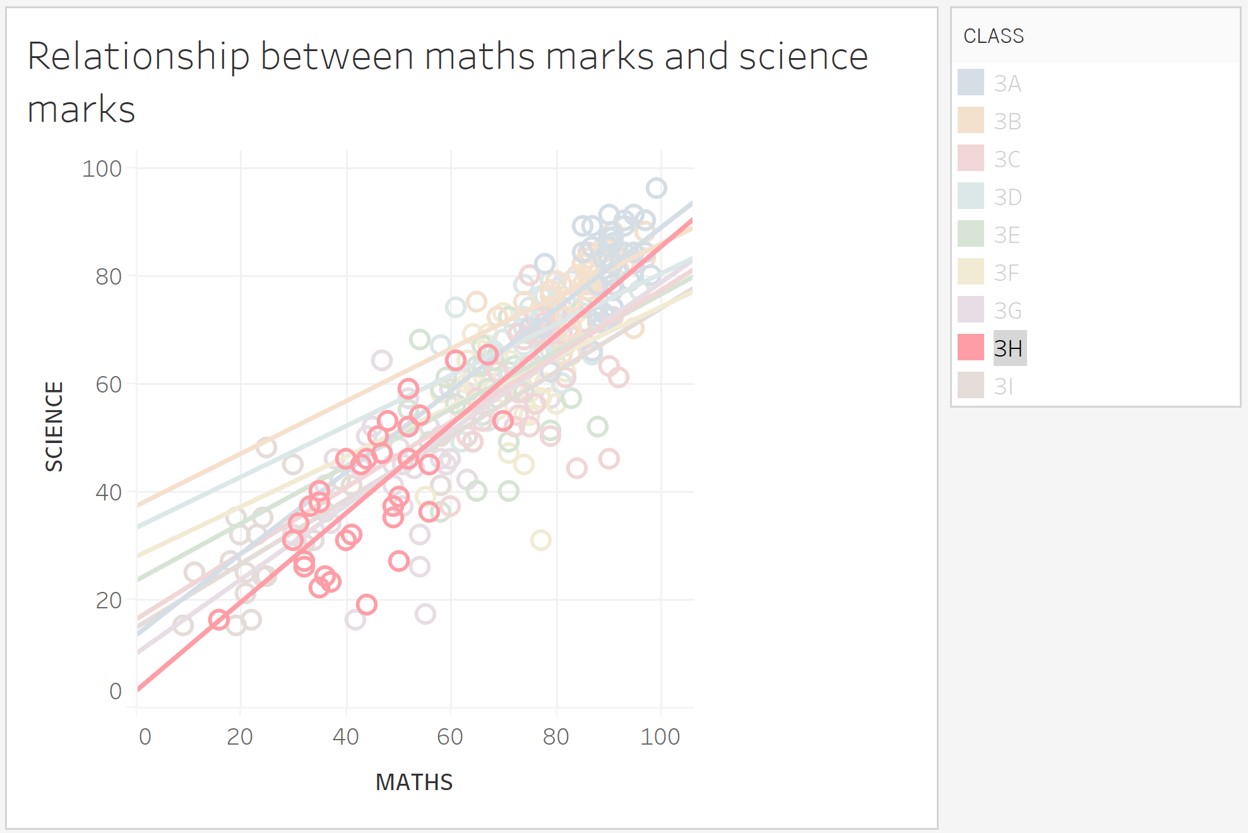 Relationship between maths marks and science
marks
CLASS
3A
3B
3C
3D
3E
3F
3G
3H
3I
SCIENCE
100
80
60
40
20
0
0 20 40 60 80 100
MATHS